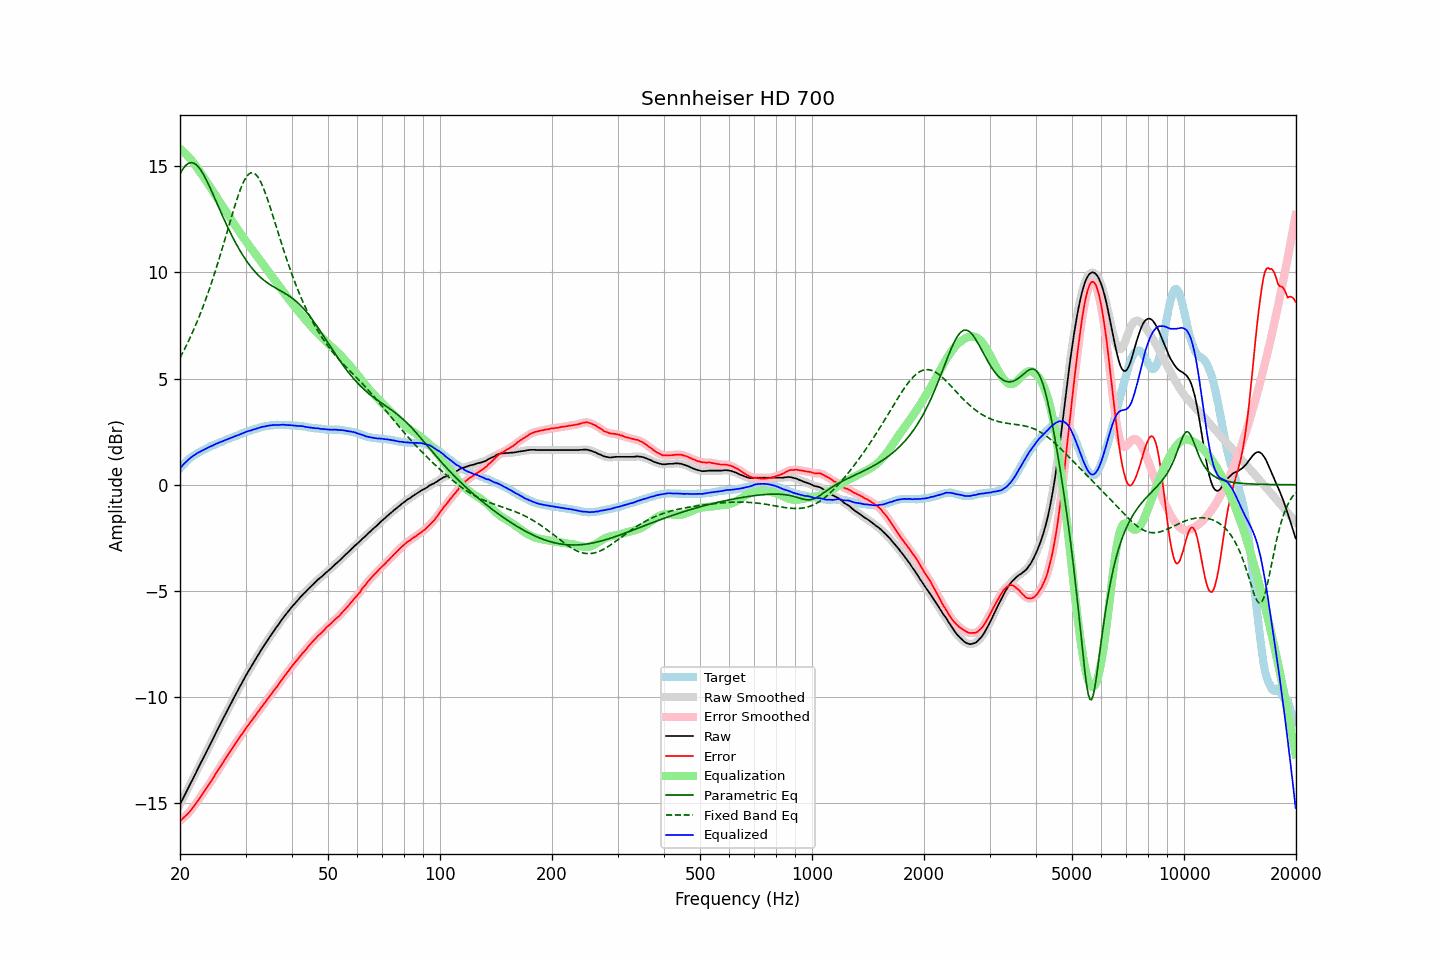 Sennheiser HD 700
Amplitude (dBr)
15
10
5
0
−5
−10
−15
Target
Raw Smoothed
Error Smoothed
Raw
Error
Equalization
Parametric Eq
Fixed Band Eq
Equalized
20 50 100 200 500 1000 2000 5000 10000 20000
Frequency (Hz)